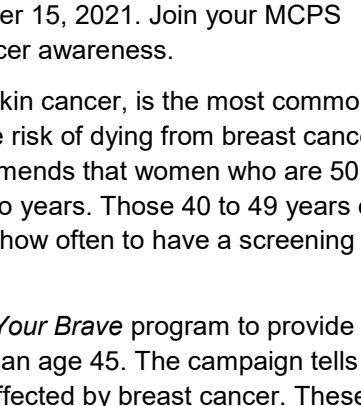 er 15, 2021. Join your MCPS
cer awareness.
kin cancer, is the most commo
e risk of dying from breast cance
mends that women who are 50
o years. Those 40 to 49 years
how often to have a screening
Your Brave program to provide
an age 45. The campaign tells
ffected by breast cancer. These